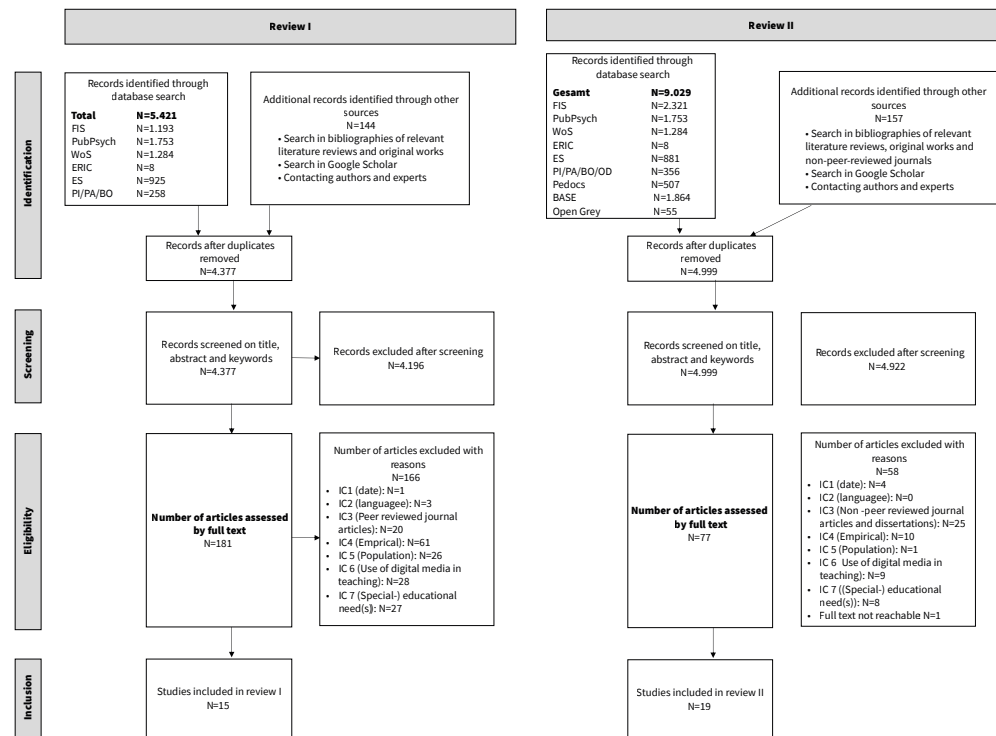 Review I
Identification
Records identified through
database search
Total N=5.421
FIS N=1.193
PubPsych N=1.753
WoS N=1.284
ERIC N=8
ES N=925
PI/PA/BO N=258
Additional records identified through other
sources
N=144
• Search in bibliographies of relevant
literature reviews and original works
• Search in Google Scholar
• Contacting authors and experts
Records after duplicates
removed
N=4.377
Screening
Records screened on title,
abstract and keywords
N=4.377
Records excluded after screening
N=4.196
Eligibility
Number of articles assessed
by full text
N=181
Number of articles excluded with
reasons
N=166
• IC1 (date): N=1
• IC2 (languagee): N=3
• IC3 (Peer reviewed journal
articles): N=20
• IC4 (Emprical): N=61
• IC 5 (Population): N=26
• IC 6 (Use of digital media in
teaching): N=28
• IC 7 (Special-) educational
need(s)): N=27
Inclusion
Studies included in review I
N=15
Review II
Records identified through
database search
Gesamt N=9.029
FIS N=2.321
PubPsych N=1.753
WoS N=1.284
ERIC N=8
ES N=881
PI/PA/BO/OD N=356
Pedocs N=507
BASE N=1.864
Open Grey N=55
Additional records identified through other
sources
N=157
• Search in bibliographies of relevant
literature reviews, original works and
non-peer-reviewed journals
• Search in Google Scholar
• Contacting authors and experts
Records after duplicates
removed
N=4.999
Records screened on title,
abstract and keywords
N=4.999
Records excluded after screening
N=4.922
Number of articles assessed
by full text
N=77
Number of articles excluded with
reasons
N=58
• IC1 (date): N=4
• IC2 (languagee): N=0
• IC3 (Non -peer reviewed journal
articles and dissertations): N=25
• IC4 (Empirical): N=10
• IC 5 (Population): N=1
• IC 6 Use of digital media in
teaching): N=9
• IC 7 ((Special-) educational
need(s)): N=8
• Full text not reachable N=1
Studies included in review II
N=19